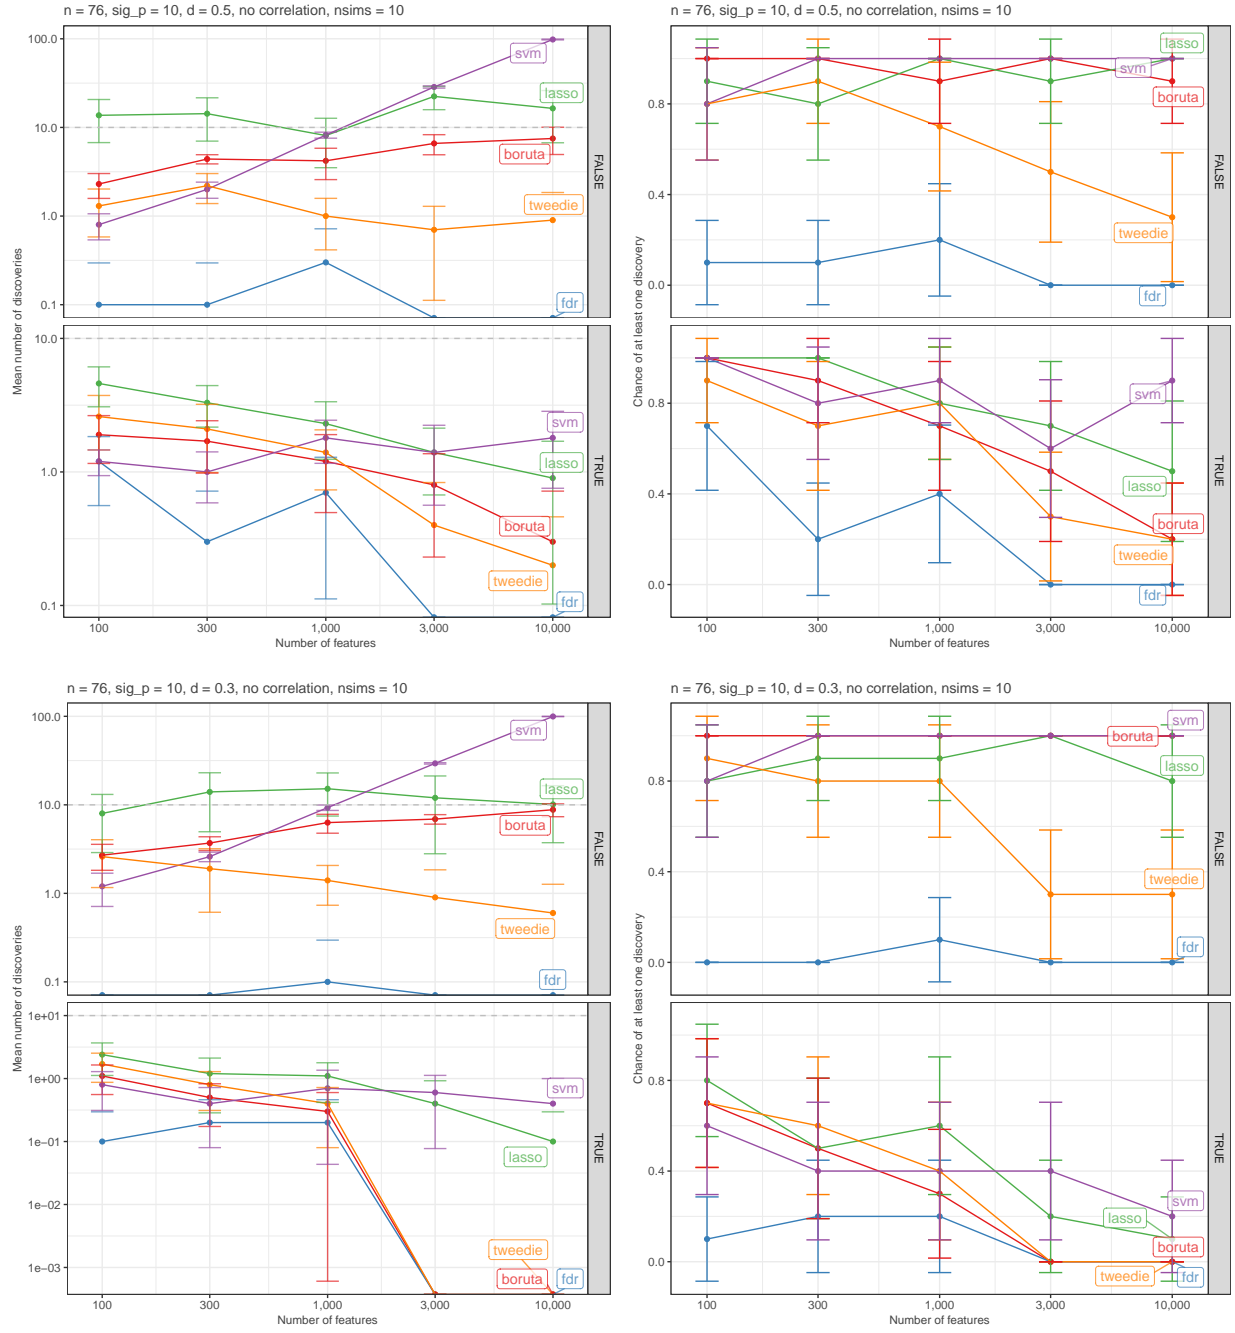 n = 76, sig_p = 10, d = 0.5, no correlation, nsims = 10
100.0
10.0
1.0
0.1
svm
lasso
boruta
tweedie
fdr
FALSE
10.0
1.0
0.1
svm
lasso
boruta
tweedie
fdr
TRUE
100
300
1,000
3,000
10,000
Number of features
Mean number of discoveries
n = 76, sig_p = 10, d = 0.5, no correlation, nsims = 10
0.8
0.4
0.0
lasso
svm
boruta
tweedie
fdr
FALSE
0.8
0.4
0.0
svm
lasso
boruta
tweedie
fdr
TRUE
100
300
1,000
3,000
10,000
Number of features
Chance of at least one discovery
n = 76, sig_p = 10, d = 0.3, no correlation, nsims = 10
100.0
10.0
1.0
0.1
svm
lasso
boruta
tweedie
fdr
FALSE
1e+01
1e+00
1e−01
1e−02
1e−03
svm
lasso
tweedie
boruta
fdr
TRUE
100
300
1,000
3,000
10,000
Number of features
Mean number of discoveries
n = 76, sig_p = 10, d = 0.3, no correlation, nsims = 10
0.8
0.4
0.0
svm
boruta
lasso
tweedie
fdr
FALSE
0.8
0.4
0.0
svm
lasso
boruta
tweedie
fdr
TRUE
100
300
1,000
3,000
10,000
Number of features
Chance of at least one discovery